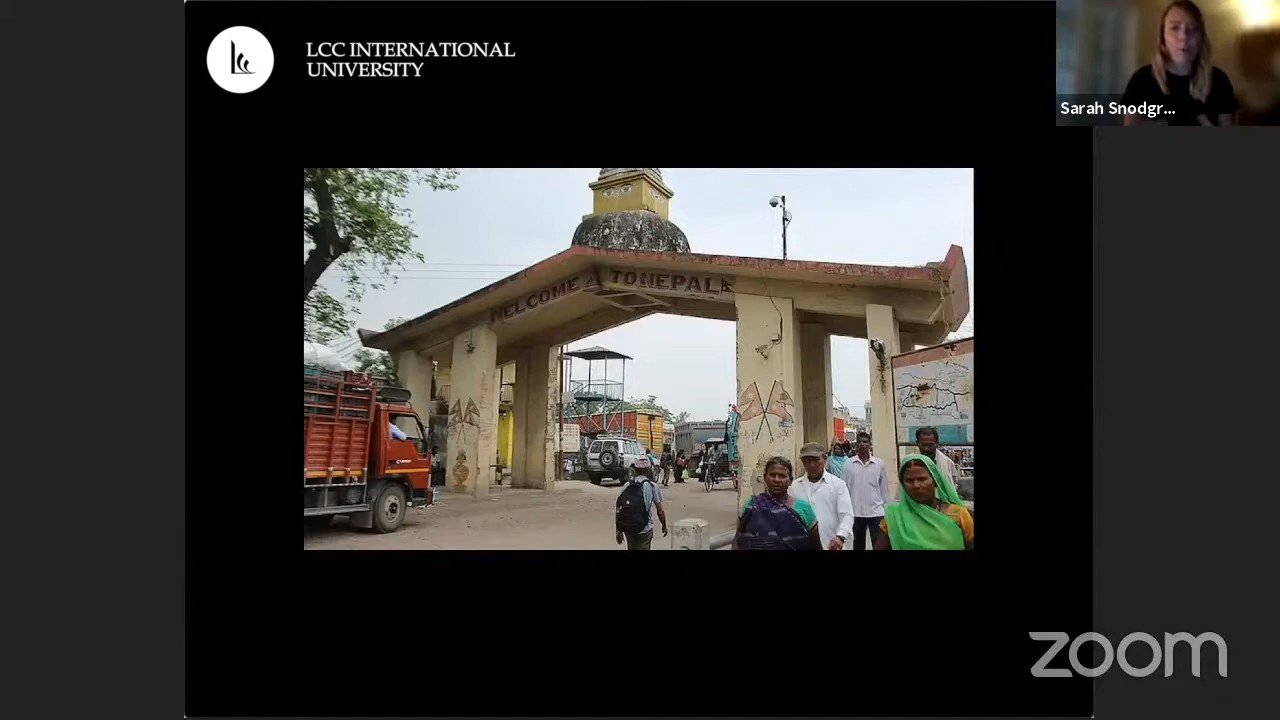 LCC INTERNATIONAL
UNIVERSITY
Sarah Snodgr...
WELCOME TO NEPAL
zoom